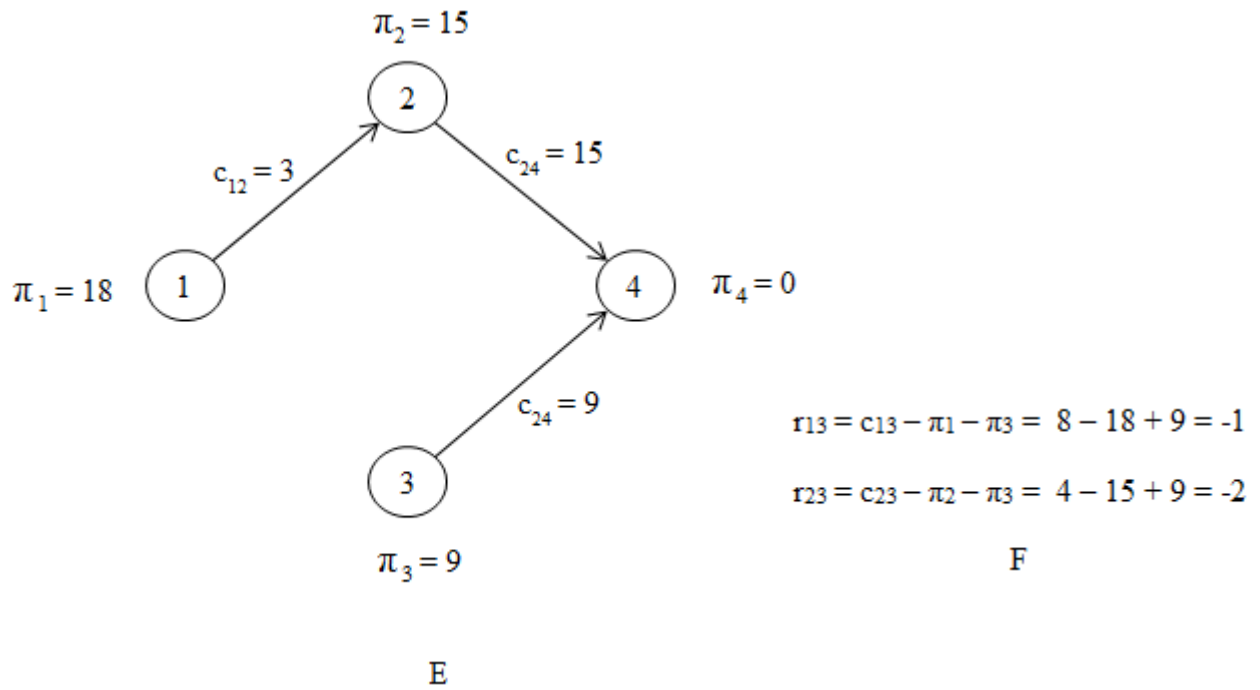 π₂ = 15
2
c₁₂ = 3
c₂₄ = 15
π₁ = 18
1
4
π₄ = 0
c₂₄ = 9
r₁₃ = c₁₃ – π₁ – π₃ = 8 – 18 + 9 = -1
3
r₂₃ = c₂₃ – π₂ – π₃ = 4 – 15 + 9 = -2
π₃ = 9
F
E